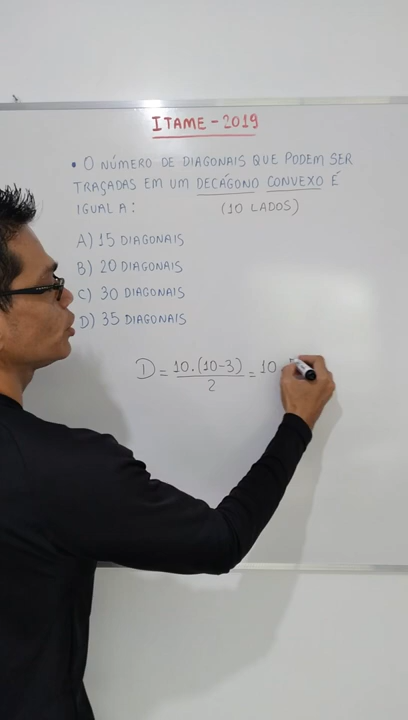 ITAME - 2019
• O NÚMERO DE DIAGONAIS QUE PODEM SER
TRAÇADAS EM UM DECÁGONO CONVEXO É
IGUAL A: (10 LADOS)
A) 15 DIAGONAIS
B) 20 DIAGONAIS
C) 30 DIAGONAIS
D) 35 DIAGONAIS
D = 10.(10-3)/2 = 10.